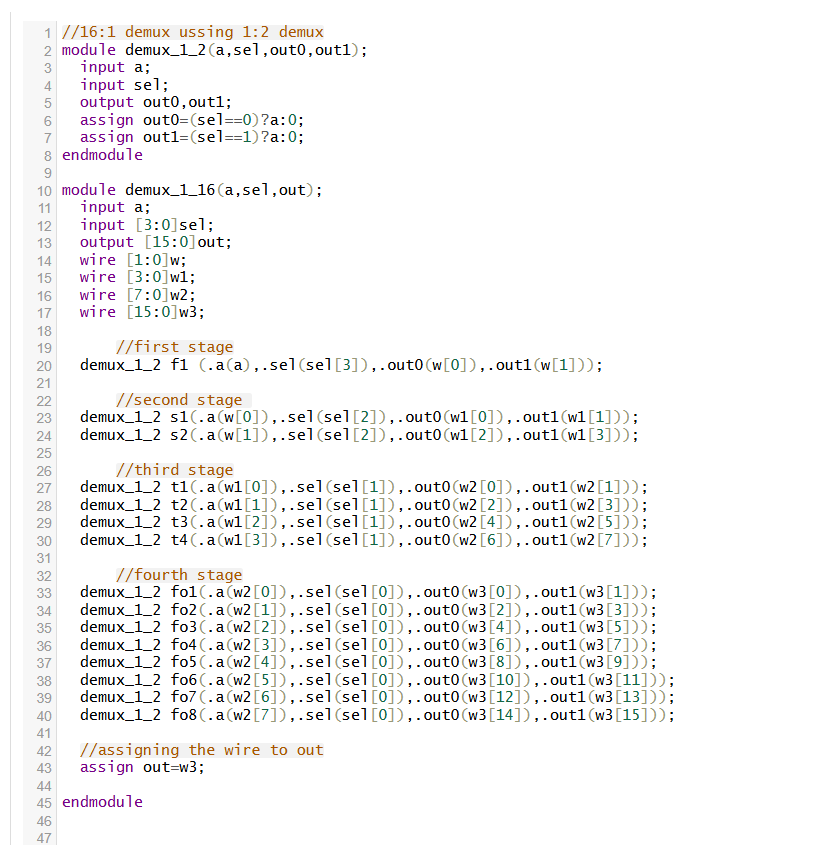 1 //16:1 demux ussing 1:2 demux
2 module demux_1_2(a,sel,out0,out1);
3 input a;
4 input sel;
5 output out0,out1;
6 assign out0=(sel==0)?a:0;
7 assign out1=(sel==1)?a:0;
8 endmodule
9
10 module demux_1_16(a,sel,out);
11 input a;
12 input [3:0]sel;
13 output [15:0]out;
14 wire [1:0]w;
15 wire [3:0]w1;
16 wire [7:0]w2;
17 wire [15:0]w3;
18
19 //first stage
20 demux_1_2 f1 (.a(a),.sel(sel[3]),.out0(w[0]),.out1(w[1]));
21
22 //second stage
23 demux_1_2 s1(.a(w[0]),.sel(sel[2]),.out0(w1[0]),.out1(w1[1]));
24 demux_1_2 s2(.a(w[1]),.sel(sel[2]),.out0(w1[2]),.out1(w1[3]));
25
26 //third stage
27 demux_1_2 t1(.a(w1[0]),.sel(sel[1]),.out0(w2[0]),.out1(w2[1]));
28 demux_1_2 t2(.a(w1[1]),.sel(sel[1]),.out0(w2[2]),.out1(w2[3]));
29 demux_1_2 t3(.a(w1[2]),.sel(sel[1]),.out0(w2[4]),.out1(w2[5]));
30 demux_1_2 t4(.a(w1[3]),.sel(sel[1]),.out0(w2[6]),.out1(w2[7]));
31
32 //fourth stage
33 demux_1_2 fo1(.a(w2[0]),.sel(sel[0]),.out0(w3[0]),.out1(w3[1]));
34 demux_1_2 fo2(.a(w2[1]),.sel(sel[0]),.out0(w3[2]),.out1(w3[3]));
35 demux_1_2 fo3(.a(w2[2]),.sel(sel[0]),.out0(w3[4]),.out1(w3[5]));
36 demux_1_2 fo4(.a(w2[3]),.sel(sel[0]),.out0(w3[6]),.out1(w3[7]));
37 demux_1_2 fo5(.a(w2[4]),.sel(sel[0]),.out0(w3[8]),.out1(w3[9]));
38 demux_1_2 fo6(.a(w2[5]),.sel(sel[0]),.out0(w3[10]),.out1(w3[11]));
39 demux_1_2 fo7(.a(w2[6]),.sel(sel[0]),.out0(w3[12]),.out1(w3[13]));
40 demux_1_2 fo8(.a(w2[7]),.sel(sel[0]),.out0(w3[14]),.out1(w3[15]));
41
42 //assigning the wire to out
43 assign out=w3;
44
45 endmodule
46
47